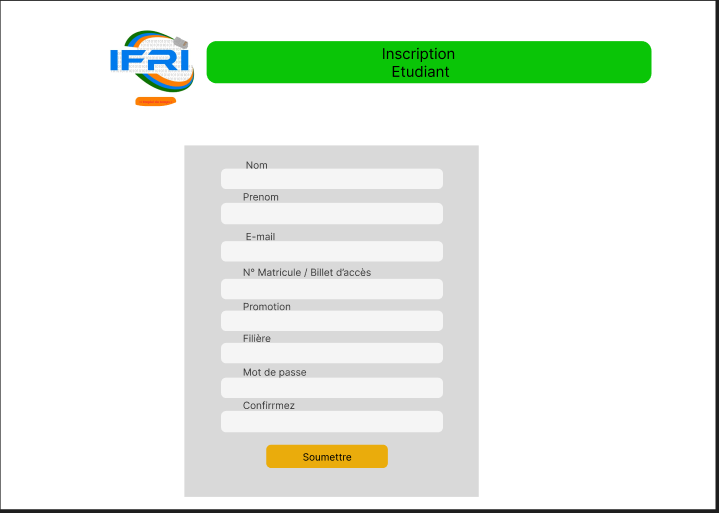 IFRI
Inscription
Etudiant
Nom
Prenom
E-mail
N° Matricule / Billet d'accès
Promotion
Filière
Mot de passe
Confirrmez
Soumettre